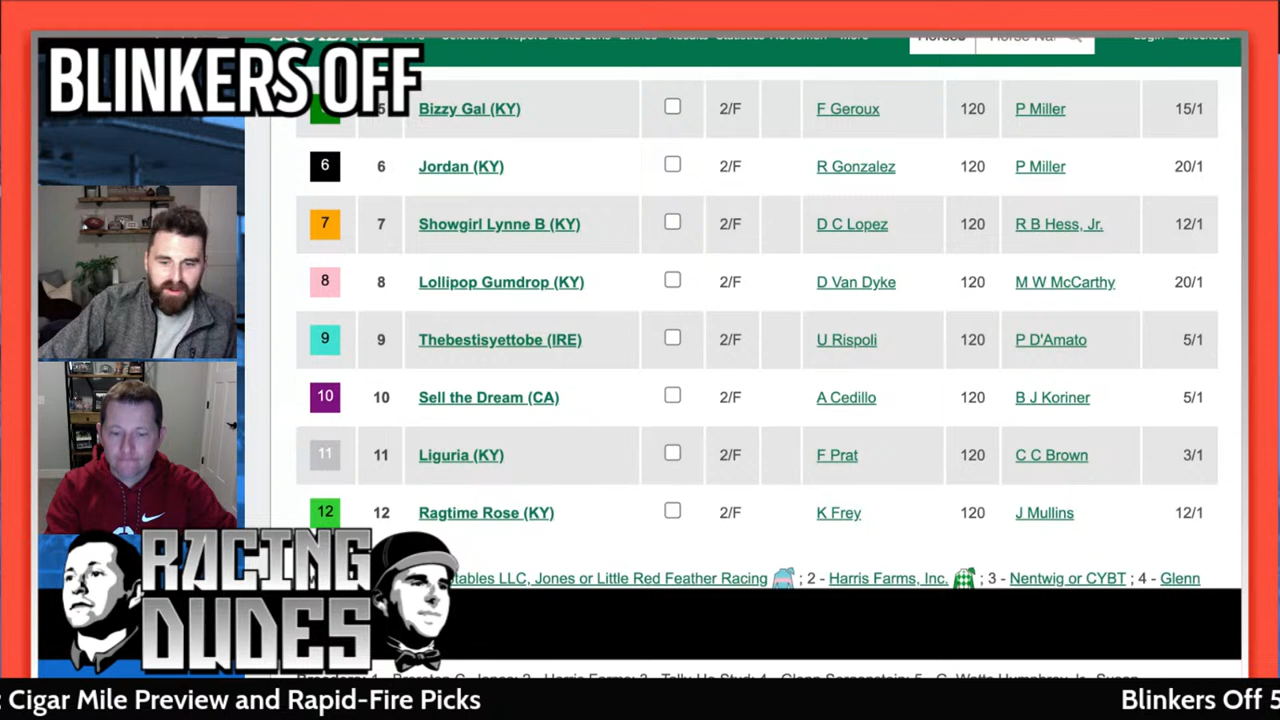 BLINKERS OFF
EQUIBASE
5 Bizzy Gal (KY) 2/F F Geroux 120 P Miller 15/1
6 6 Jordan (KY) 2/F R Gonzalez 120 P Miller 20/1
7 7 Showgirl Lynne B (KY) 2/F D C Lopez 120 R B Hess, Jr. 12/1
8 8 Lollipop Gumdrop (KY) 2/F D Van Dyke 120 M W McCarthy 20/1
9 9 Thebestisyettobe (IRE) 2/F U Rispoli 120 P D'Amato 5/1
10 10 Sell the Dream (CA) 2/F A Cedillo 120 B J Koriner 5/1
11 11 Liguria (KY) 2/F F Prat 120 C C Brown 3/1
12 12 Ragtime Rose (KY) 2/F K Frey 120 J Mullins 12/1
tables LLC, Jones or Little Red Feather Racing ; 2 - Harris Farms, Inc. ; 3 - Nentwig or CYBT ; 4 - Glenn
RACING
DUDES
: Cigar Mile Preview and Rapid-Fire Picks Blinkers Off 5